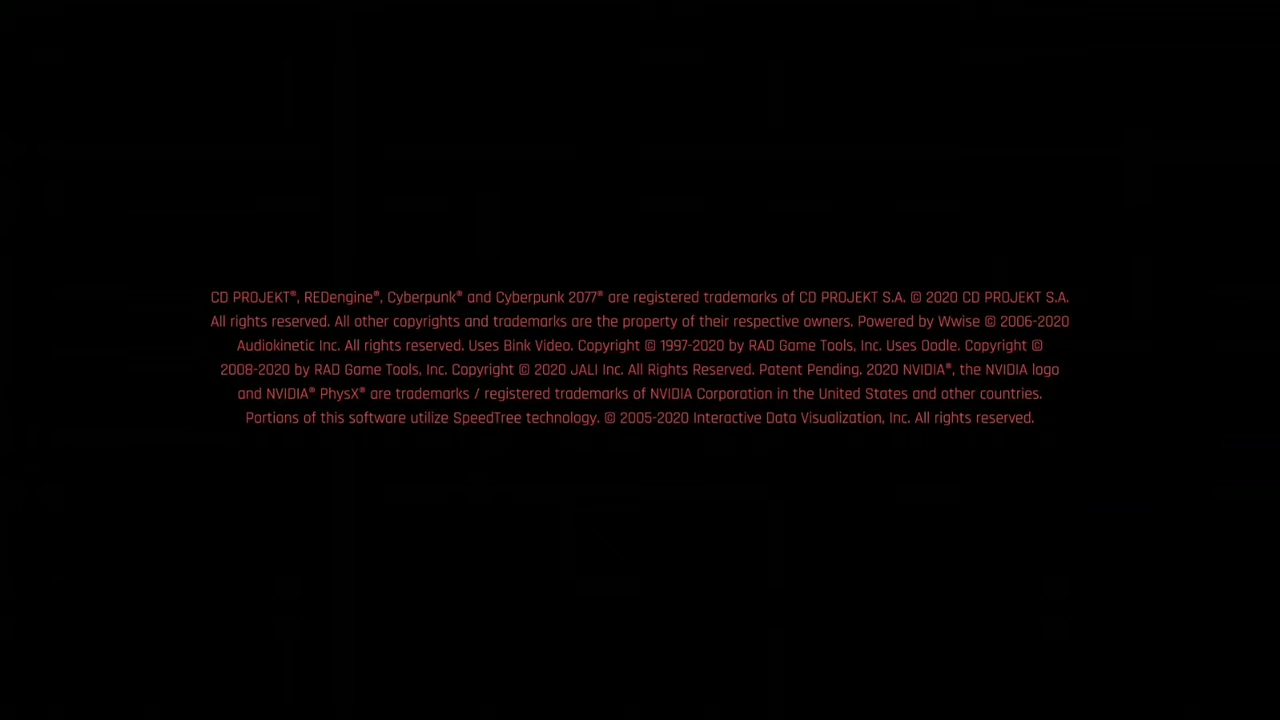 CD PROJEKT®, REDengine®, Cyberpunk® and Cyberpunk 2077® are registered trademarks of CD PROJEKT S.A. © 2020 CD PROJEKT S.A.
All rights reserved. All other copyrights and trademarks are the property of their respective owners. Powered by Wwise © 2006-2020
Audiokinetic Inc. All rights reserved. Uses Bink Video. Copyright © 1997-2020 by RAD Game Tools, Inc. Uses Oodle. Copyright ©
2008-2020 by RAD Game Tools, Inc. Copyright © 2020 JALI Inc. All Rights Reserved. Patent Pending. 2020 NVIDIA®, the NVIDIA logo
and NVIDIA® PhysX® are trademarks / registered trademarks of NVIDIA Corporation in the United States and other countries.
Portions of this software utilize SpeedTree technology. © 2005-2020 Interactive Data Visualization, Inc. All rights reserved.